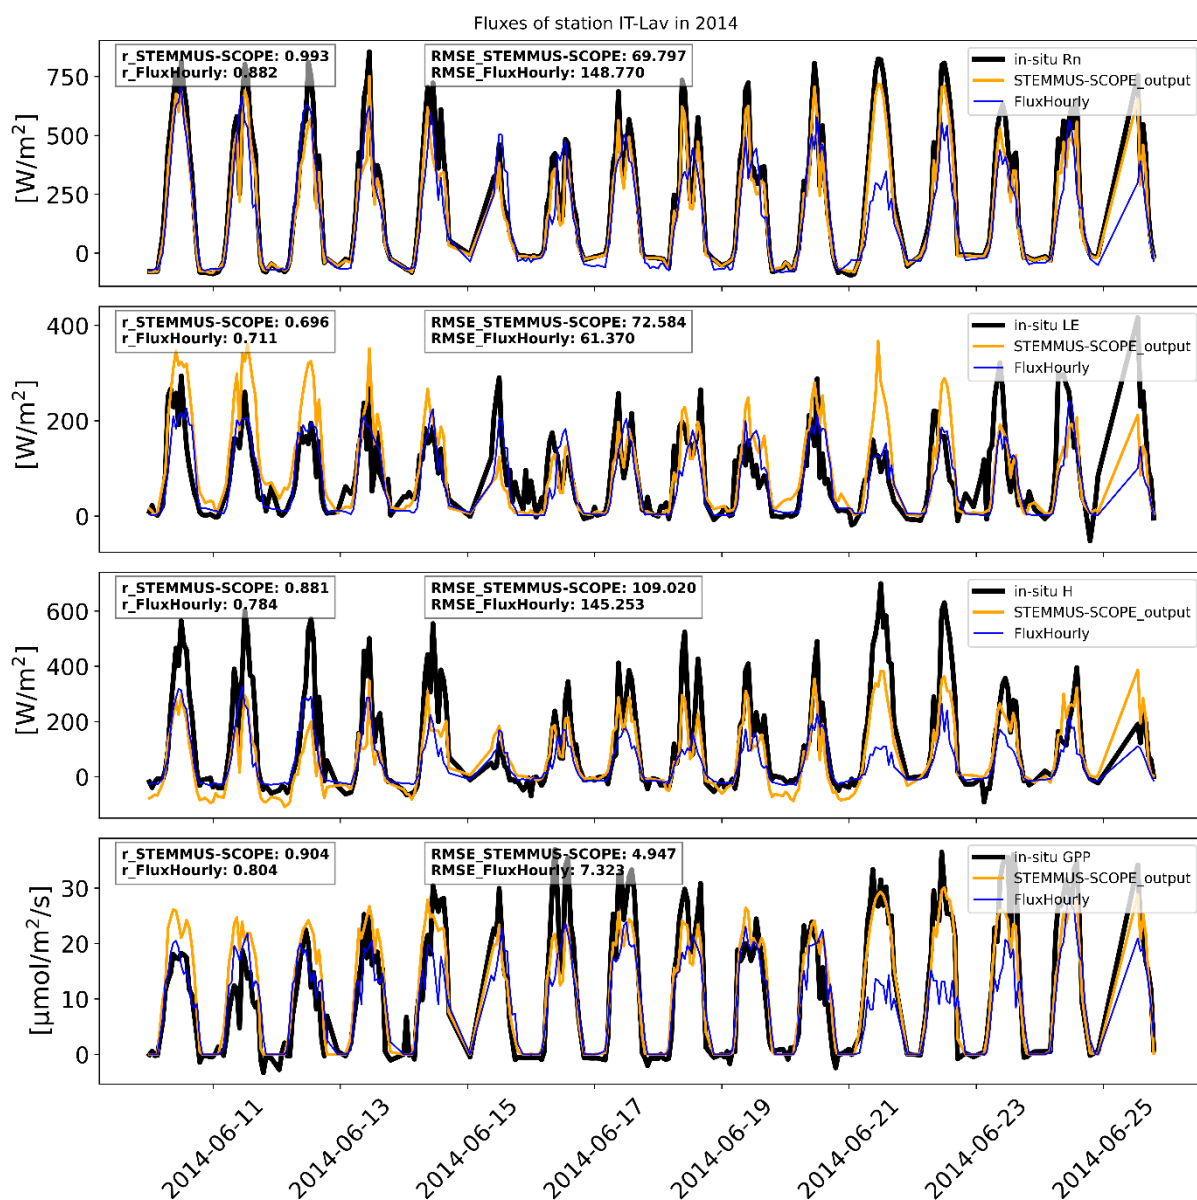 Fluxes of station IT-Lav in 2014
r_STEMMUS-SCOPE: 0.993
r_FluxHourly: 0.882
RMSE_STEMMUS-SCOPE: 69.797
RMSE_FluxHourly: 148.770
in-situ Rn
STEMMUS-SCOPE_output
FluxHourly
[W/m²]
750
500
250
0
r_STEMMUS-SCOPE: 0.696
r_FluxHourly: 0.711
RMSE_STEMMUS-SCOPE: 72.584
RMSE_FluxHourly: 61.370
in-situ LE
STEMMUS-SCOPE_output
FluxHourly
[W/m²]
400
200
0
r_STEMMUS-SCOPE: 0.881
r_FluxHourly: 0.784
RMSE_STEMMUS-SCOPE: 109.020
RMSE_FluxHourly: 145.253
in-situ H
STEMMUS-SCOPE_output
FluxHourly
[W/m²]
600
400
200
0
r_STEMMUS-SCOPE: 0.904
r_FluxHourly: 0.804
RMSE_STEMMUS-SCOPE: 4.947
RMSE_FluxHourly: 7.323
in-situ GPP
STEMMUS-SCOPE_output
FluxHourly
[μmol/m²/s]
30
20
10
0
2014-06-11
2014-06-13
2014-06-15
2014-06-17
2014-06-19
2014-06-21
2014-06-23
2014-06-25